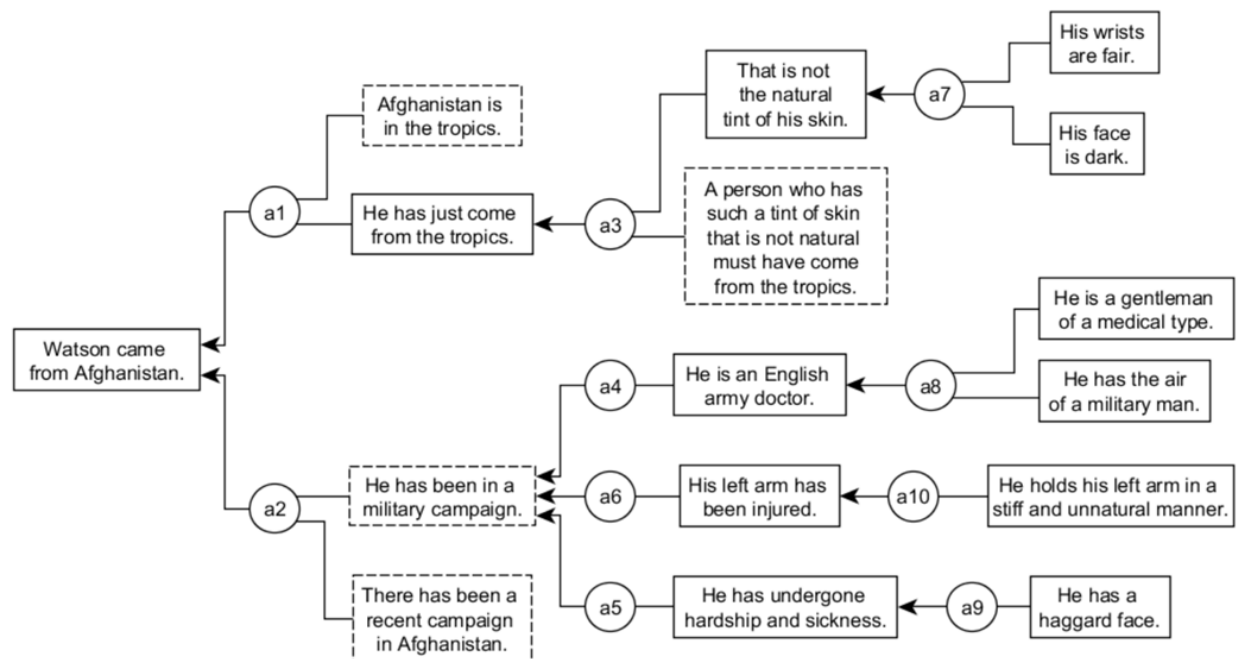 His wrists
are fair.
That is not
the natural
tint of his skin.
a7
Afghanistan is
in the tropics.
His face
is dark.
a1
He has just come
from the tropics.
a3
A person who has
such a tint of skin
that is not natural
must have come
from the tropics.
He is a gentleman
of a medical type.
Watson came
from Afghanistan.
a4
He is an English
army doctor.
a8
He has the air
of a military man.
a2
He has been in a
military campaign.
a6
His left arm has
been injured.
a10
He holds his left arm in a
stiff and unnatural manner.
There has been a
recent campaign
in Afghanistan.
a5
He has undergone
hardship and sickness.
a9
He has a
haggard face.